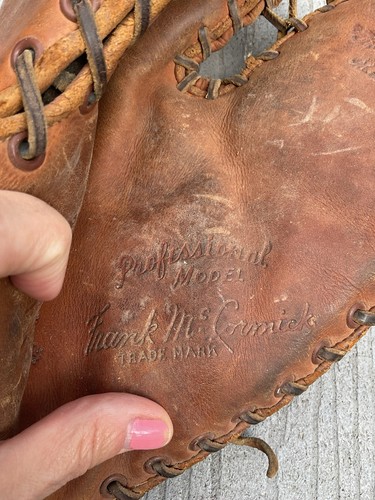 Professional
MODEL
Frank McCormick
TRADE MARK